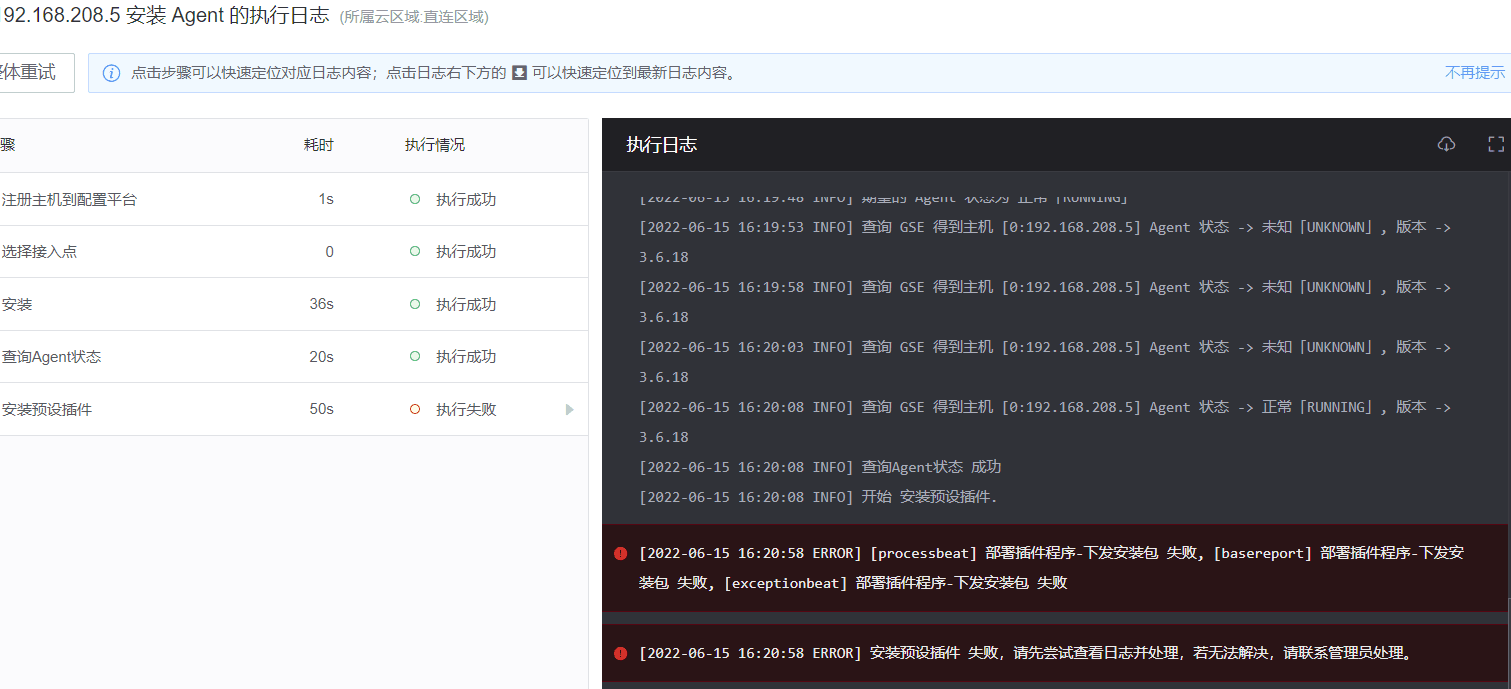 192.168.208.5 安装 Agent 的执行日志 (所属云区域:直连区域)
整体重试
点击步骤可以快速定位对应日志内容；点击日志右下方的 可以快速定位到最新日志内容。
不再提示
骤 耗时 执行情况
注册主机到配置平台 1s 执行成功
选择接入点 0 执行成功
安装 36s 执行成功
查询Agent状态 20s 执行成功
安装预设插件 50s 执行失败
执行日志
[2022-06-15 16:19:48 INFO] 期望的 Agent 状态为 正常「RUNNING」
[2022-06-15 16:19:53 INFO] 查询 GSE 得到主机 [0:192.168.208.5] Agent 状态 -> 未知「UNKNOWN」, 版本 ->
3.6.18
[2022-06-15 16:19:58 INFO] 查询 GSE 得到主机 [0:192.168.208.5] Agent 状态 -> 未知「UNKNOWN」, 版本 ->
3.6.18
[2022-06-15 16:20:03 INFO] 查询 GSE 得到主机 [0:192.168.208.5] Agent 状态 -> 未知「UNKNOWN」, 版本 ->
3.6.18
[2022-06-15 16:20:08 INFO] 查询 GSE 得到主机 [0:192.168.208.5] Agent 状态 -> 正常「RUNNING」, 版本 ->
3.6.18
[2022-06-15 16:20:08 INFO] 查询Agent状态 成功
[2022-06-15 16:20:08 INFO] 开始 安装预设插件.
[2022-06-15 16:20:58 ERROR] [processbeat] 部署插件程序-下发安装包 失败, [basereport] 部署插件程序-下发安
装包 失败, [exceptionbeat] 部署插件程序-下发安装包 失败
[2022-06-15 16:20:58 ERROR] 安装预设插件 失败，请先尝试查看日志并处理，若无法解决，请联系管理员处理。